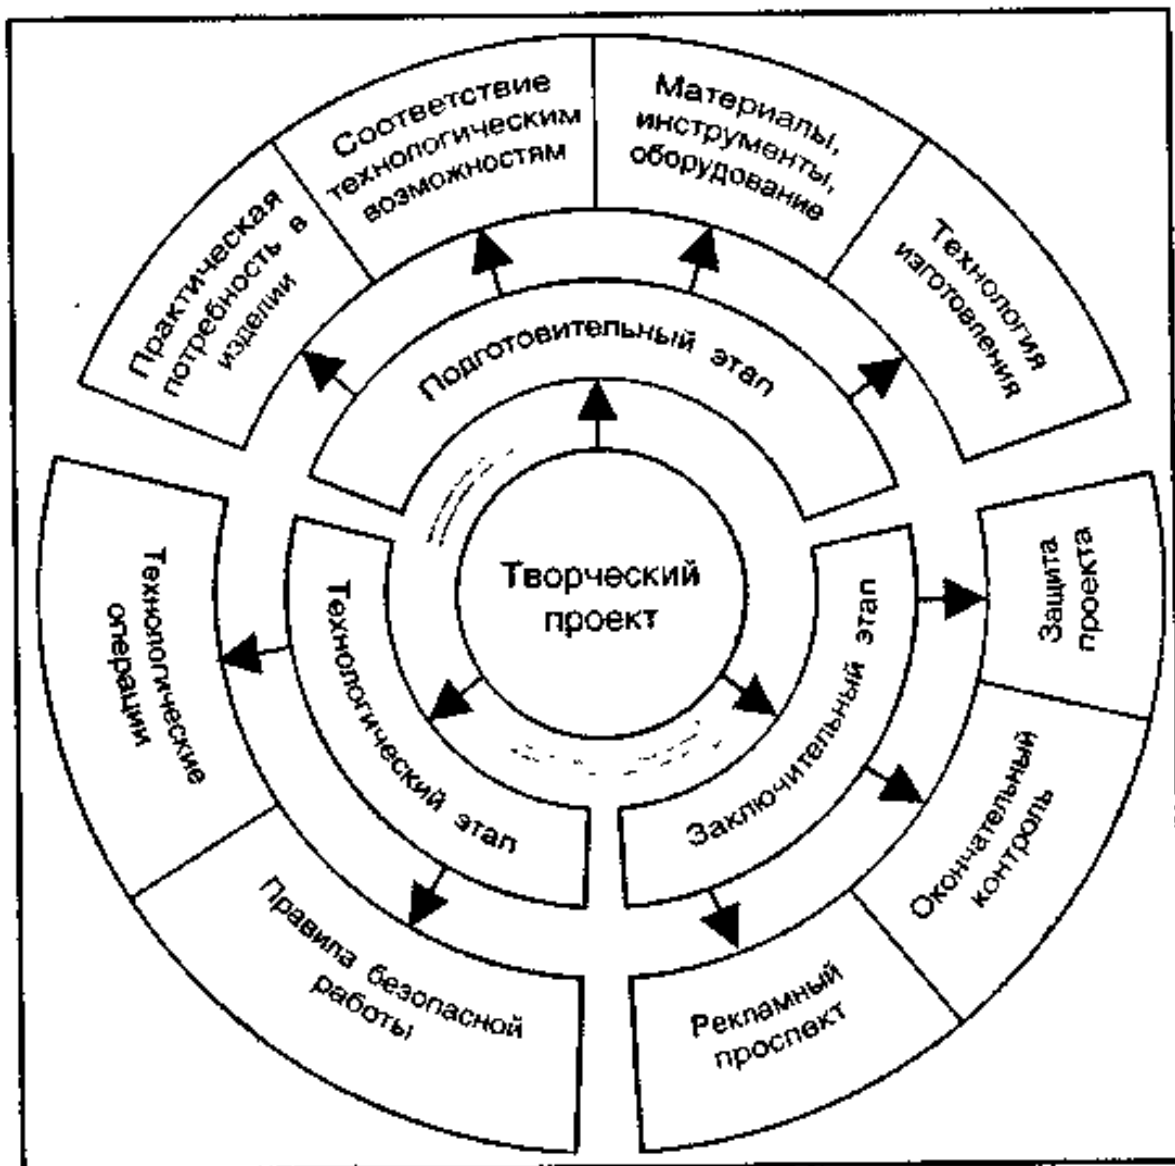 Соответствие
технологическим
возможностям
Материалы,
инструменты,
оборудование
Практическая
потребность в
изделии
Технология
изготовления
Подготовительный этап
Творческий
проект
Технологические
операции
Технологический этап
Заключительный этап
Защита
проекта
Окончательный
контроль
Правила безопасной
работы
Рекламный
проспект